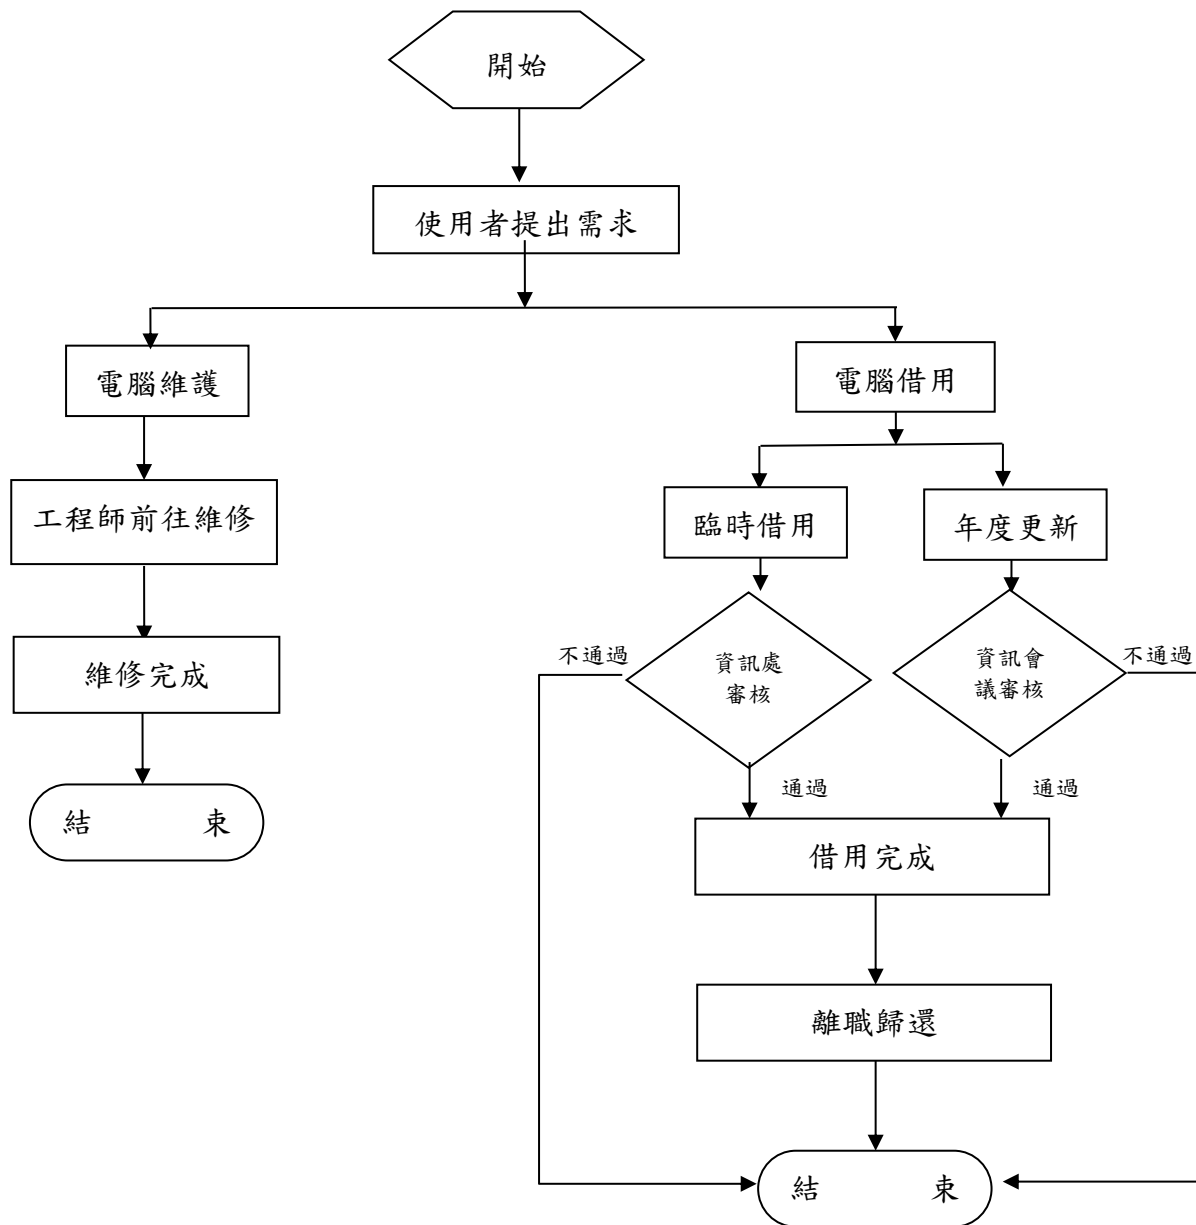 開始
使用者提出需求
電腦維護
電腦借用
工程師前往維修
臨時借用
年度更新
維修完成
不通過
資訊處
審核
資訊會
議審核
不通過
通過
通過
結 束
借用完成
離職歸還
結 束